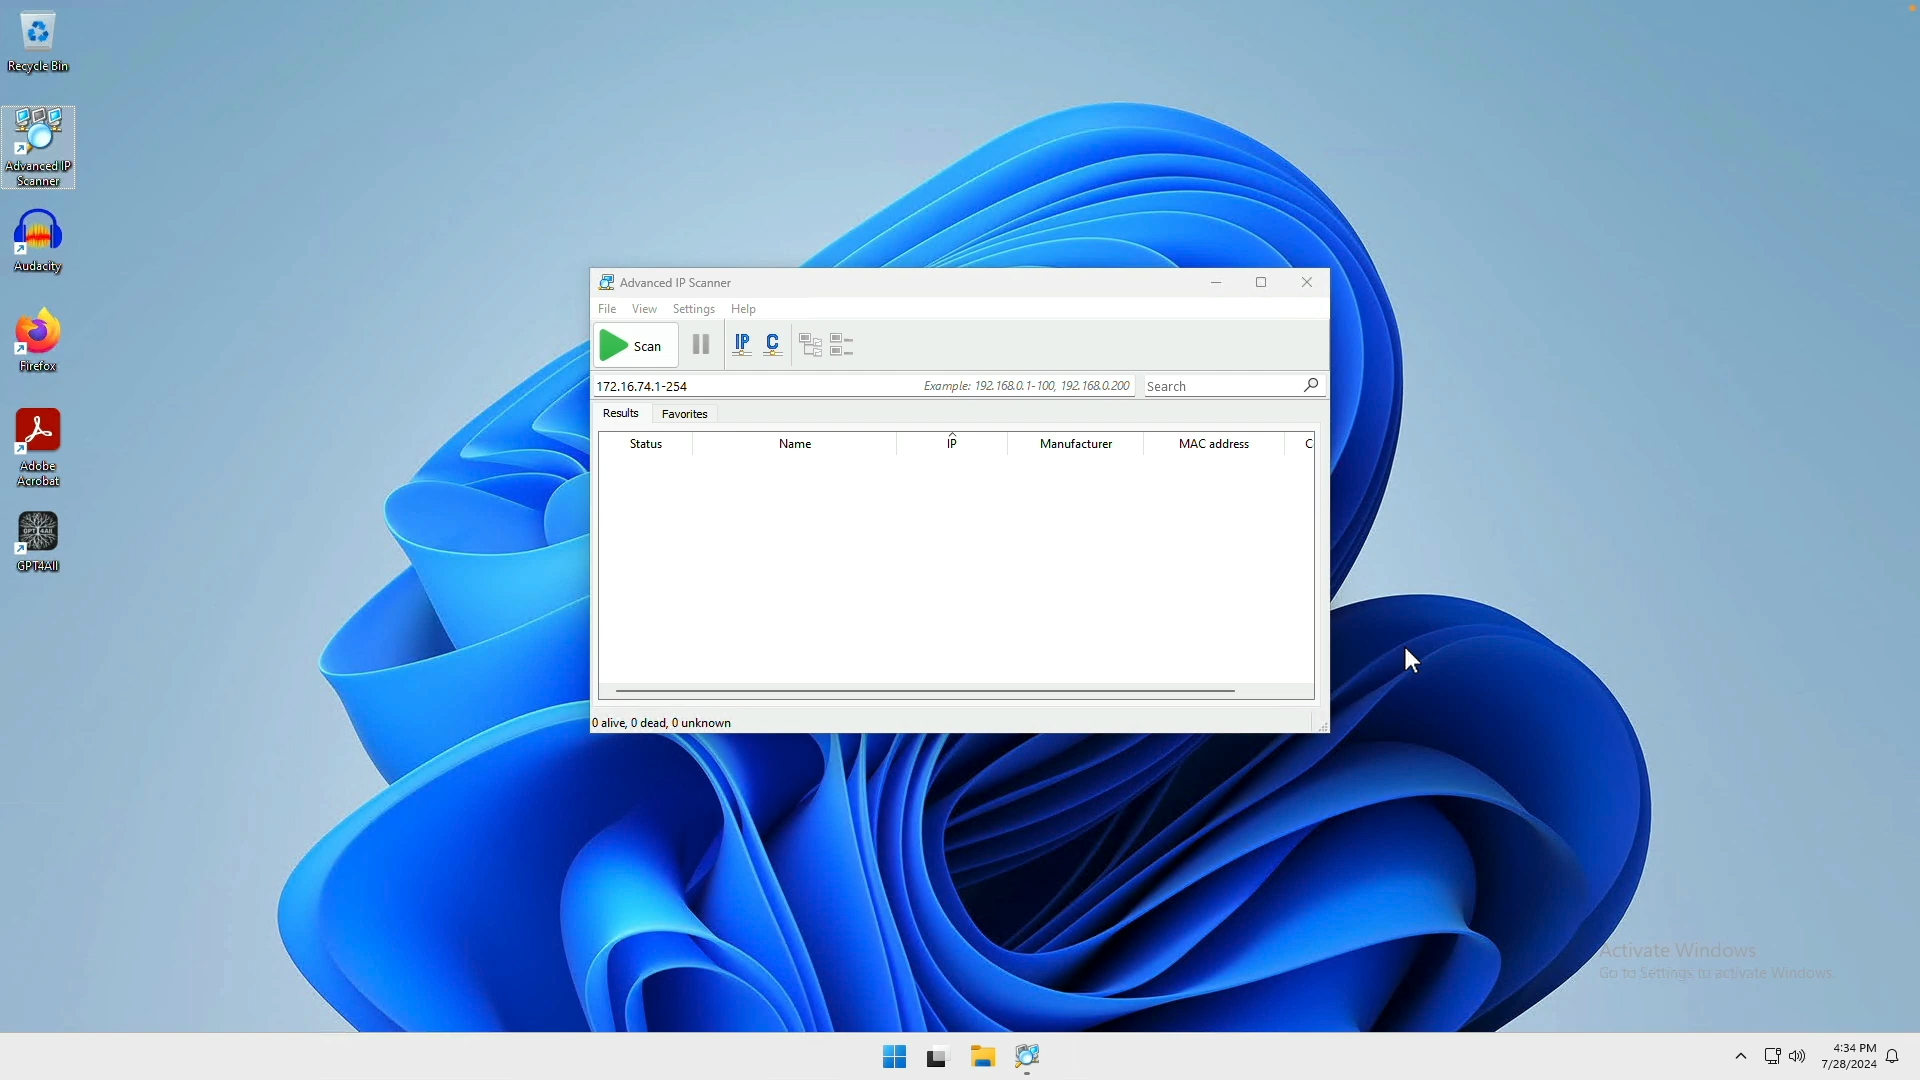 Recycle Bin
Advanced IP
Scanner
Audacity
Firefox
Adobe
Acrobat
GPT4All
Advanced IP Scanner
File View Settings Help
Scan IP C
172.16.74.1-254 Example: 192.168.0.1-100, 192.168.0.200 Search
Results Favorites
Status Name IP Manufacturer MAC address C
0 alive, 0 dead, 0 unknown
Activate Windows
Go to Settings to activate Windows.
4:34 PM
7/28/2024